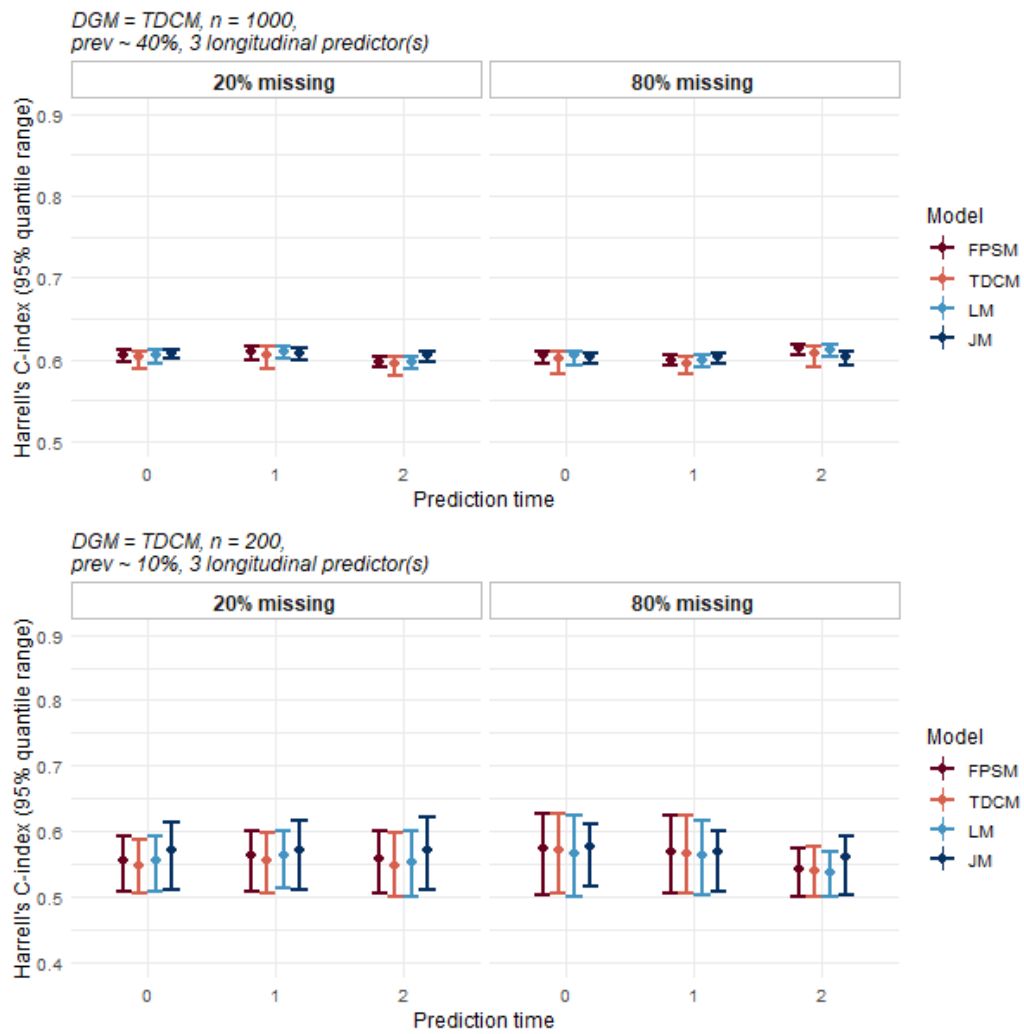 DGM = TDCM, n = 1000,
prev ~ 40%, 3 longitudinal predictor(s)
20% missing
80% missing
Harrell's C-index (95% quantile range)
0.9
0.8
0.7
0.6
0.5
0 1 2
0 1 2
Prediction time
Model
FPSM
TDCM
LM
JM
DGM = TDCM, n = 200,
prev ~ 10%, 3 longitudinal predictor(s)
20% missing
80% missing
Harrell's C-index (95% quantile range)
0.9
0.8
0.7
0.6
0.5
0.4
0 1 2
0 1 2
Prediction time
Model
FPSM
TDCM
LM
JM